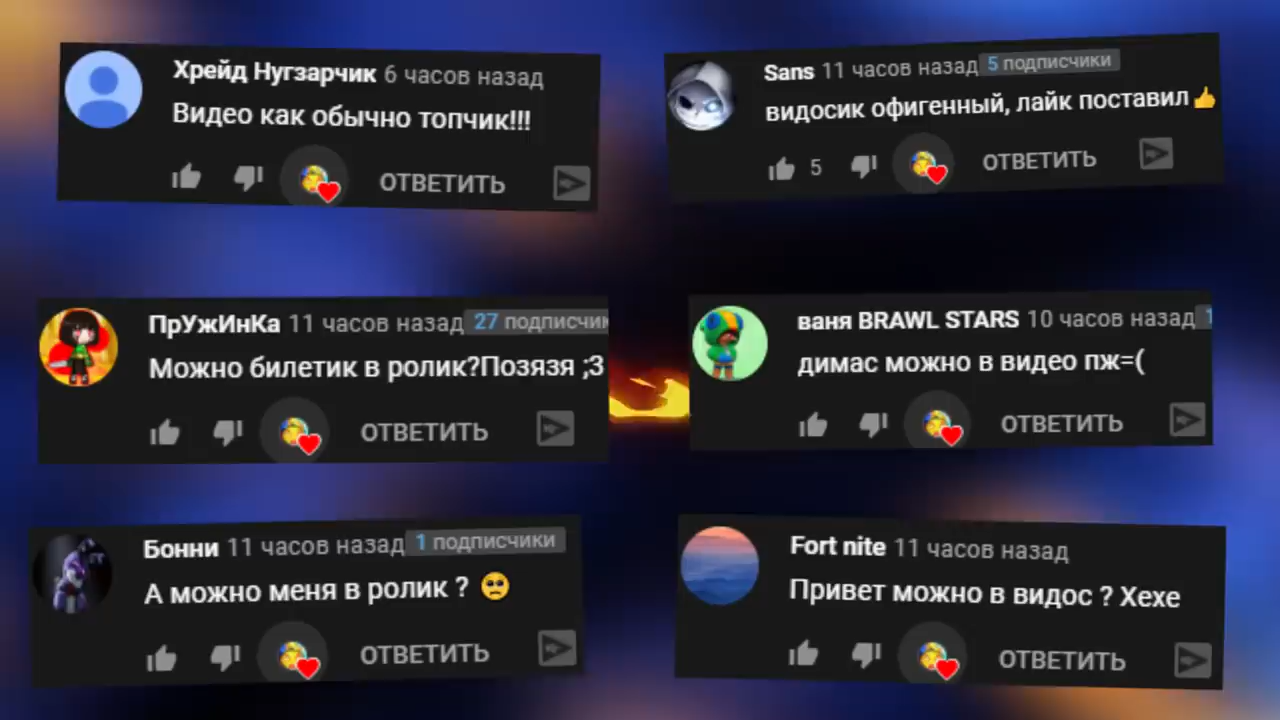 Хрейд Нугзарчик 6 часов назад
Видео как обычно топчик!!!
ОТВЕТИТЬ
Sans 11 часов назад 5 подписчики
видосик офигенный, лайк поставил👍
5 ОТВЕТИТЬ
ПрУжИнКа 11 часов назад 27 подписчи
Можно билетик в ролик?Позязя ;3
ОТВЕТИТЬ
ваня BRAWL STARS 10 часов назад 1
димас можно в видео пж=(
ОТВЕТИТЬ
Бонни 11 часов назад 1 подписчики
А можно меня в ролик ? 🥺
ОТВЕТИТЬ
Fort nite 11 часов назад
Привет можно в видос ? Хехе
ОТВЕТИТЬ